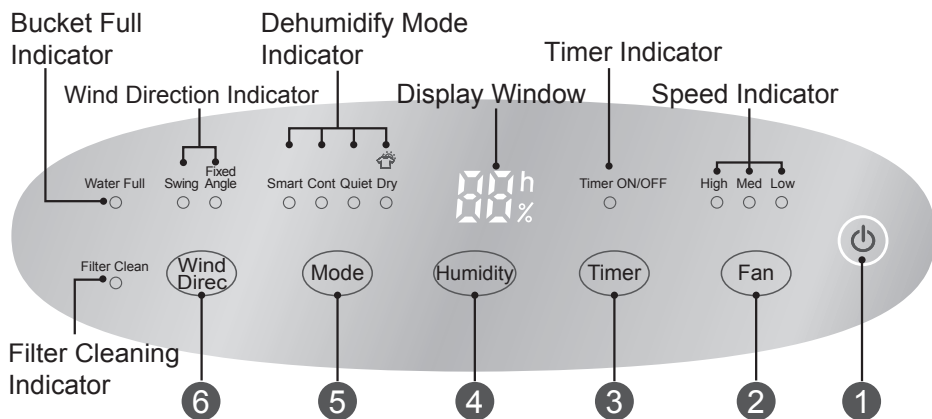 Bucket Full
Indicator
Dehumidify Mode
Indicator
Timer Indicator
Wind Direction Indicator
Display Window
Speed Indicator
Water Full
Swing
Fixed
Angle
Smart Cont Quiet Dry
88 h
%
Timer ON/OFF
High Med Low
Filter Clean
Wind
Direc
Mode
Humidity
Timer
Fan
Filter Cleaning
Indicator
6
5
4
3
2
1